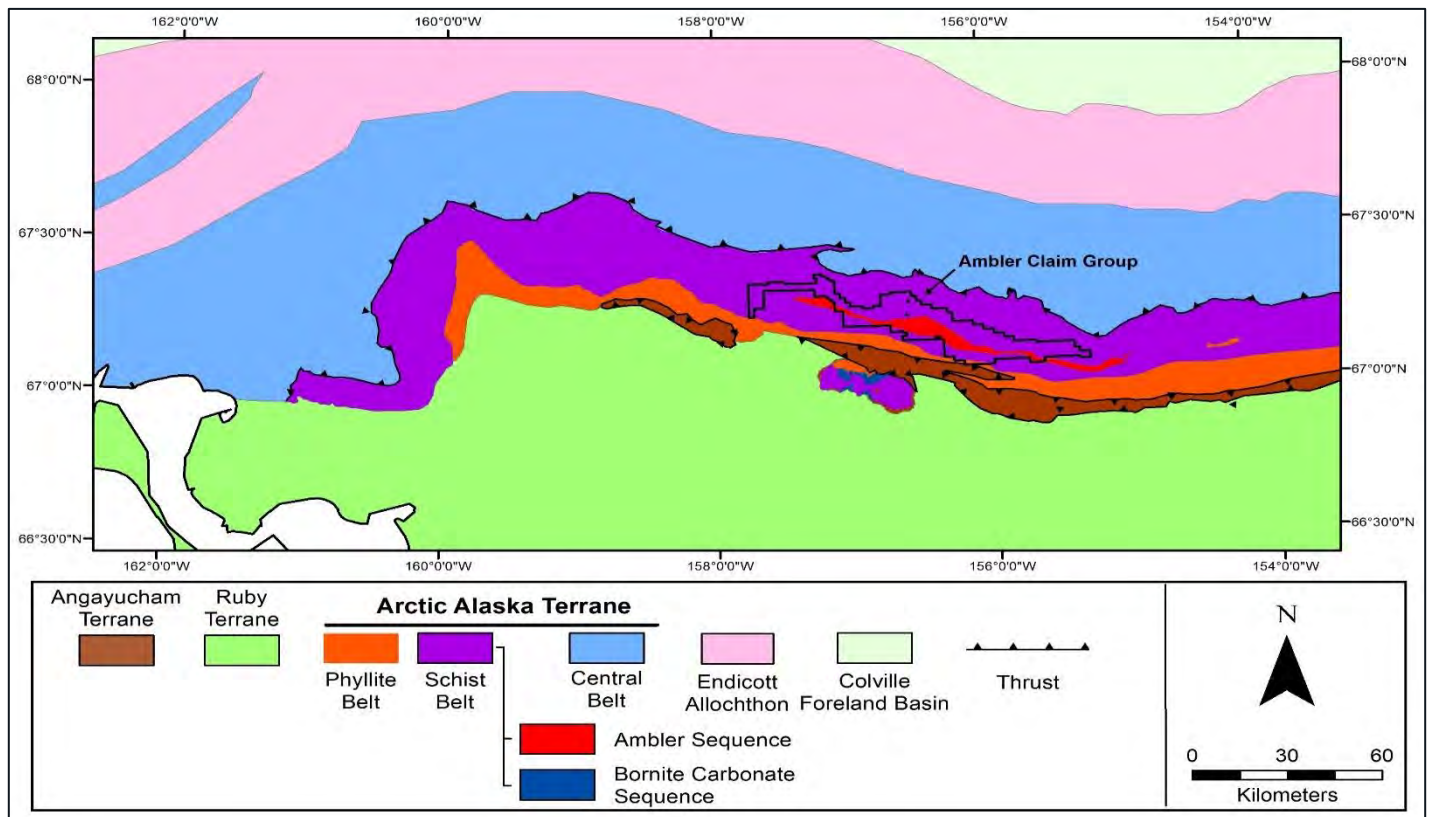 162°0'0"W 160°0'0"W 158°0'0"W 156°0'0"W 154°0'0"W
68°0'0"N 68°0'0"N
67°30'0"N 67°30'0"N
Ambler Claim Group
67°0'0"N 67°0'0"N
66°30'0"N 66°30'0"N
162°0'0"W 160°0'0"W 158°0'0"W 156°0'0"W 154°0'0"W
Angayucham
Terrane
Ruby
Terrane
Arctic Alaska Terrane
Phyllite
Belt
Schist
Belt
Central
Belt
Endicott
Allochthon
Colville
Foreland Basin
Thrust
Ambler Sequence
Bornite Carbonate
Sequence
N
0 30 60
Kilometers